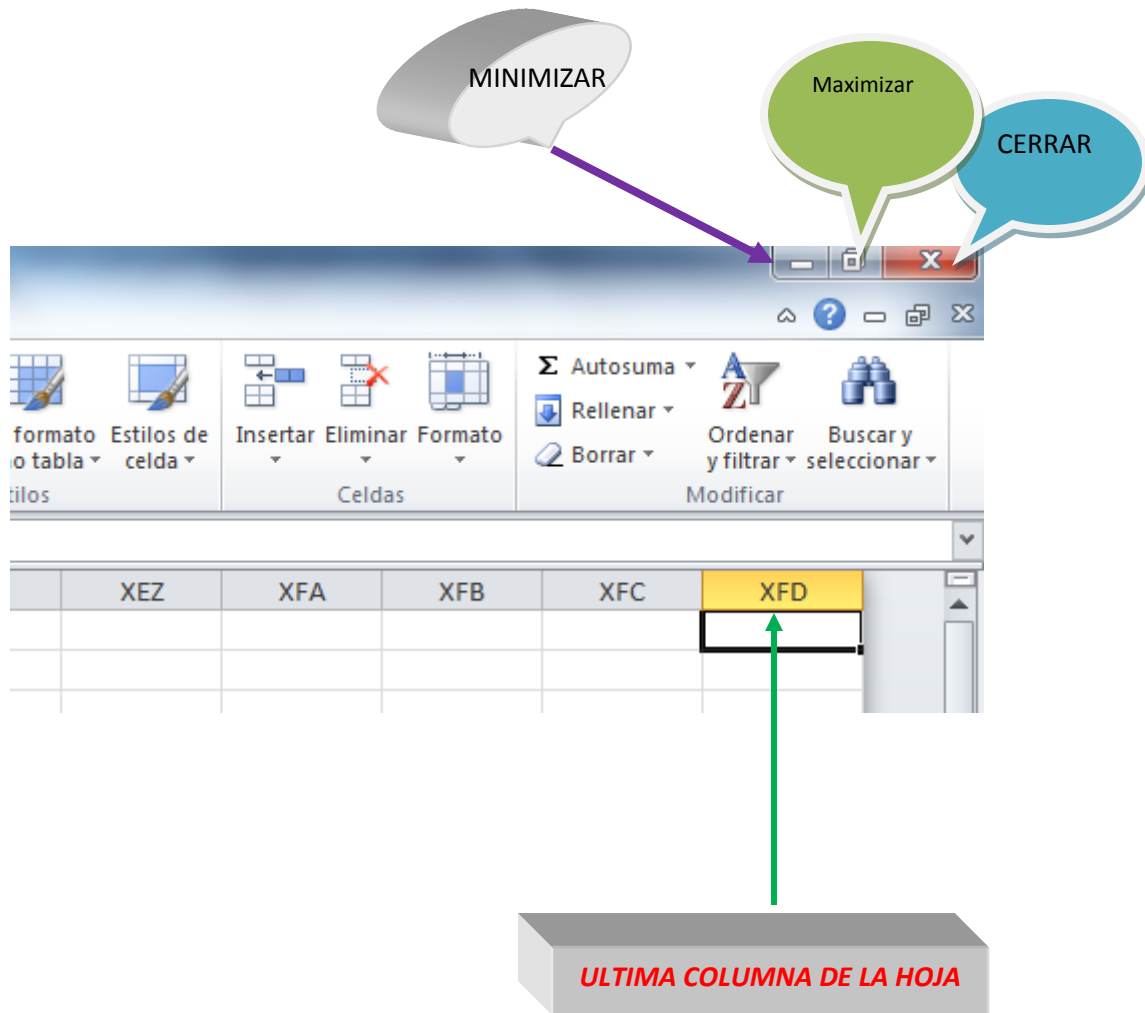 MINIMIZAR
Maximizar
CERRAR
Σ Autosuma
formato
Estilos de
Insertar
Eliminar
Formato
Rellenar
Ordenar
Buscar y
o tabla
celda
Borrar
y filtrar
seleccionar
tilos
Celdas
Modificar
XEZ
XFA
XFB
XFC
XFD
ULTIMA COLUMNA DE LA HOJA